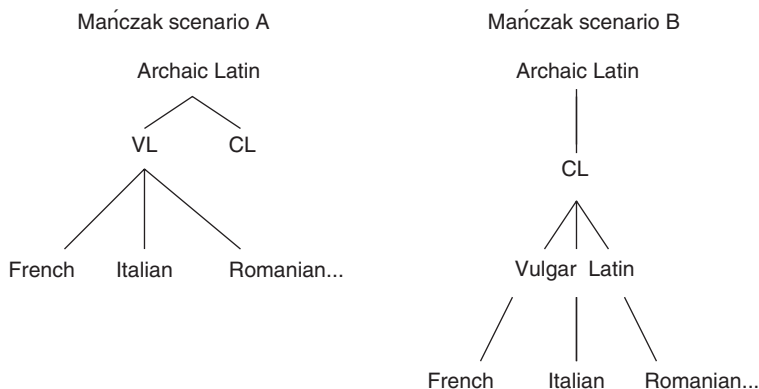 Mańczak scenario A
Archaic Latin
VL CL
French Italian Romanian...
Mańczak scenario B
Archaic Latin
CL
Vulgar Latin
French Italian Romanian...